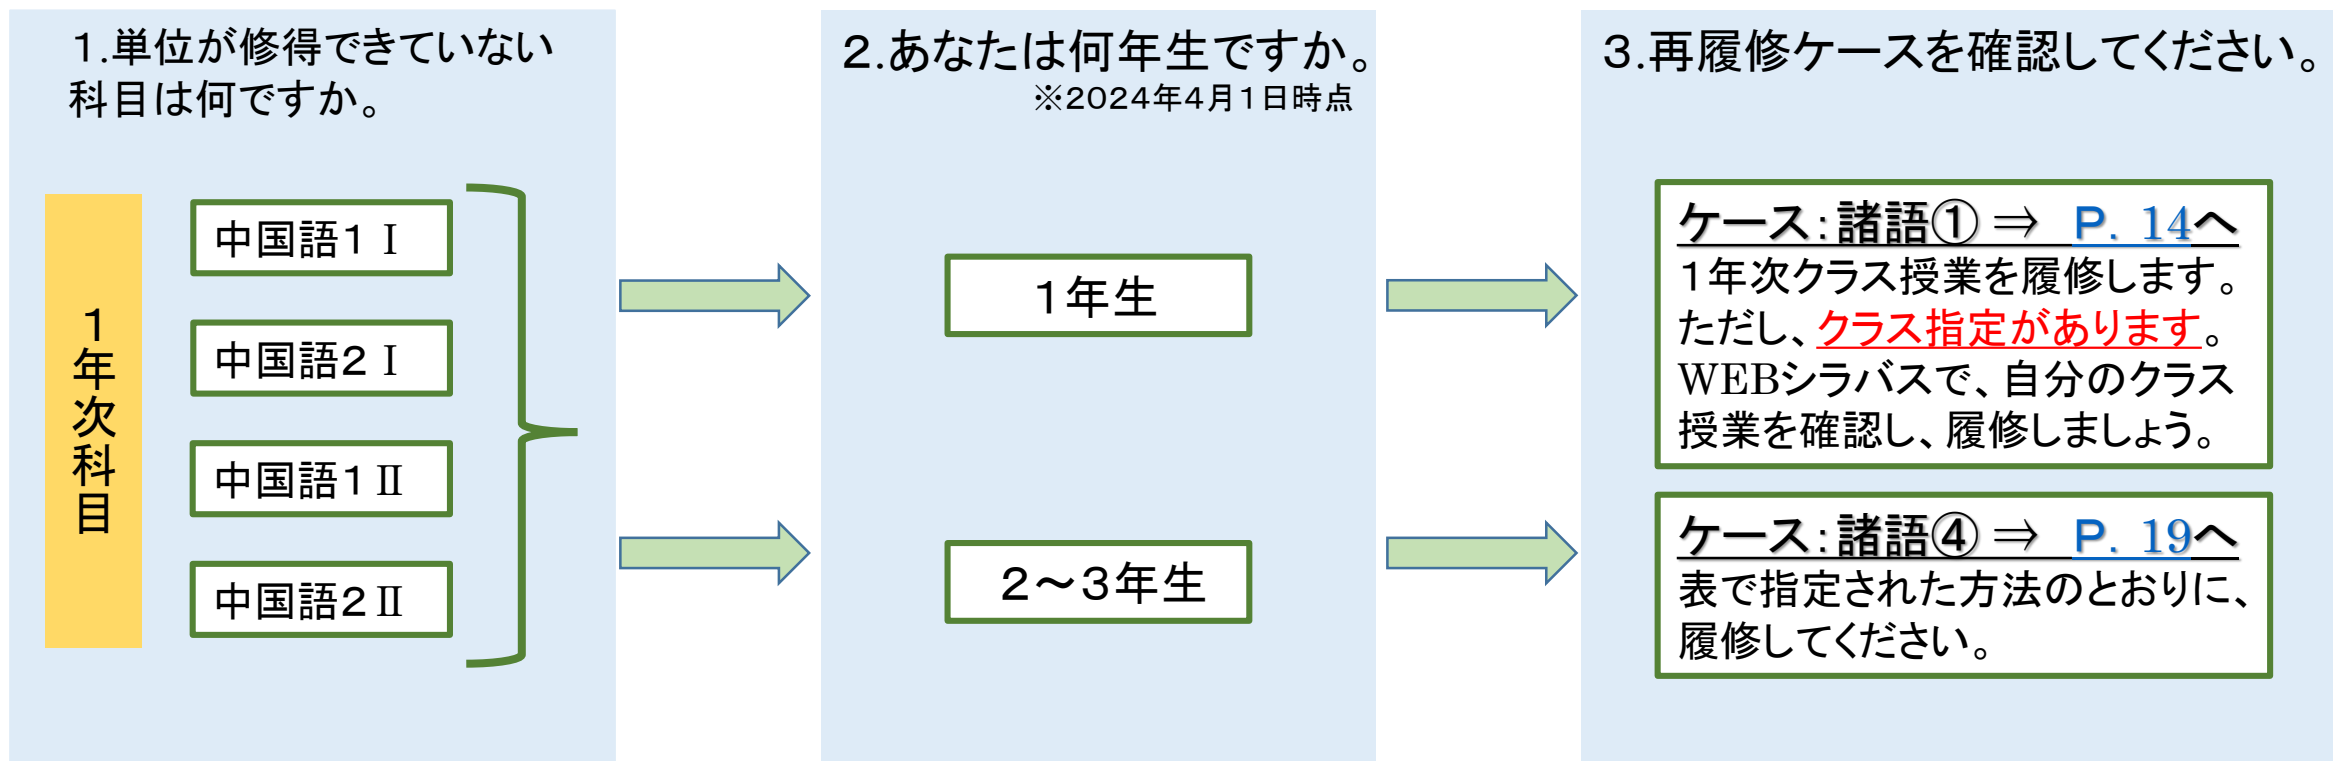 1.単位が修得できていない
科目は何ですか。
1年次科目
中国語1 Ⅰ
中国語2 Ⅰ
中国語1 Ⅱ
中国語2 Ⅱ
2.あなたは何年生ですか。
※2024年4月1日時点
1年生
2～3年生
3.再履修ケースを確認してください。
ケース：諸語① ⇒ P. 14へ
1年次クラス授業を履修します。
ただし、クラス指定があります。
WEBシラバスで、自分のクラス
授業を確認し、履修しましょう。
ケース：諸語④ ⇒ P. 19へ
表で指定された方法のとおりに、
履修してください。